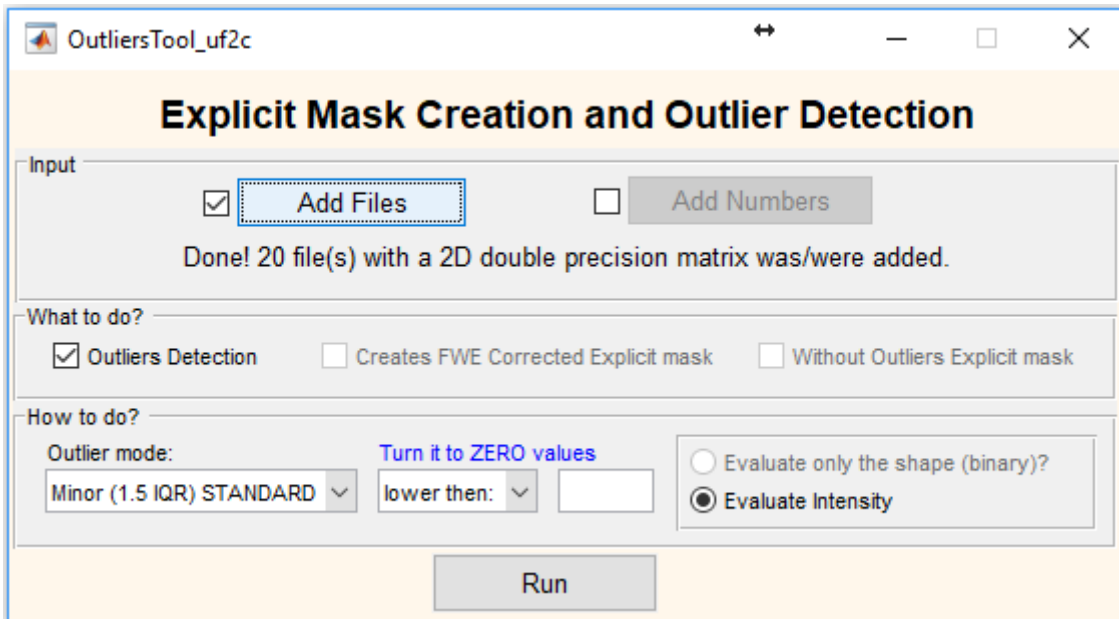 OutliersTool_uf2c
Explicit Mask Creation and Outlier Detection
Input
Add Files
Add Numbers
Done! 20 file(s) with a 2D double precision matrix was/were added.
What to do?
Outliers Detection
Creates FWE Corrected Explicit mask
Without Outliers Explicit mask
How to do?
Outlier mode:
Turn it to ZERO values
Minor (1.5 IQR) STANDARD
lower then:
Evaluate only the shape (binary)?
Evaluate Intensity
Run